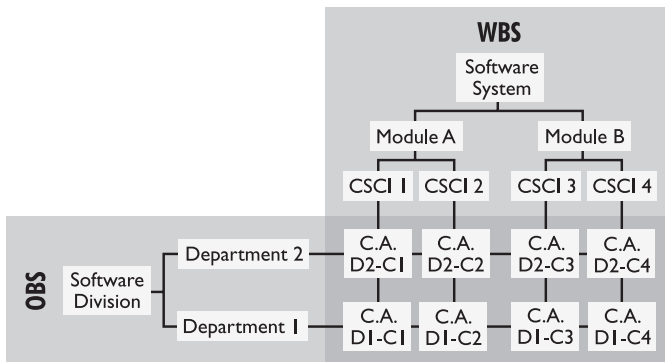 WBS
Software
System
Module A
Module B
CSCI 1
CSCI 2
CSCI 3
CSCI 4
OBS
Software
Division
Department 2
C.A.
D2-C1
C.A.
D2-C2
C.A.
D2-C3
C.A.
D2-C4
Department 1
C.A.
D1-C1
C.A.
D1-C2
C.A.
D1-C3
C.A.
D1-C4